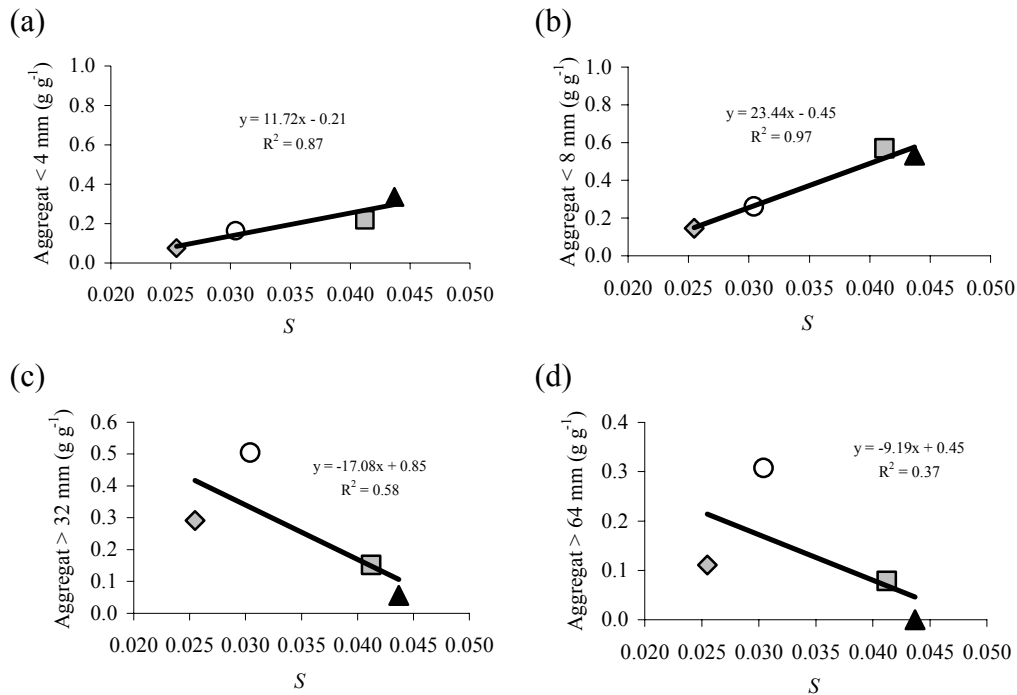 (a)
Aggregat < 4 mm (g g⁻¹)
1.0
0.8
0.6
0.4
0.2
0.0
y = 11.72x - 0.21
R² = 0.87
0.020 0.025 0.030 0.035 0.040 0.045 0.050
S
(b)
Aggregat < 8 mm (g g⁻¹)
1.0
0.8
0.6
0.4
0.2
0.0
y = 23.44x - 0.45
R² = 0.97
0.020 0.025 0.030 0.035 0.040 0.045 0.050
S
(c)
Aggregat > 32 mm (g g⁻¹)
0.6
0.5
0.4
0.3
0.2
0.1
0.0
y = -17.08x + 0.85
R² = 0.58
0.020 0.025 0.030 0.035 0.040 0.045 0.050
S
(d)
Aggregat > 64 mm (g g⁻¹)
0.4
0.3
0.2
0.1
0.0
y = -9.19x + 0.45
R² = 0.37
0.020 0.025 0.030 0.035 0.040 0.045 0.050
S